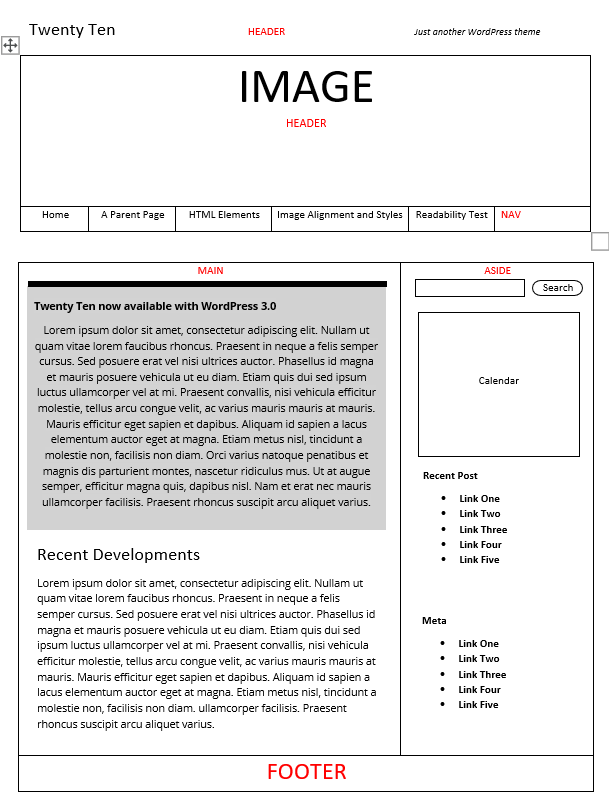 Twenty Ten HEADER Just another WordPress theme
IMAGE
HEADER
Home A Parent Page HTML Elements Image Alignment and Styles Readability Test NAV
MAIN
Twenty Ten now available with WordPress 3.0
Lorem ipsum dolor sit amet, consectetur adipiscing elit. Nullam ut
quam vitae lorem faucibus rhoncus. Praesent in neque a felis semper
cursus. Sed posuere erat vel nisi ultrices auctor. Phasellus id magna
et mauris posuere vehicula ut eu diam. Etiam quis dui sed ipsum
luctus ullamcorper vel at mi. Praesent convallis, nisi vehicula efficitur
molestie, tellus arcu congue velit, ac varius mauris mauris at mauris.
Mauris efficitur eget sapien et dapibus. Aliquam id sapien a lacus
elementum auctor eget at magna. Etiam metus nisl, tincidunt a
molestie non, facilisis non diam. Orci varius natoque penatibus et
magnis dis parturient montes, nascetur ridiculus mus. Ut at augue
semper, efficitur magna quis, dapibus nisl. Nam et erat nec mauris
ullamcorper facilisis. Praesent rhoncus suscipit arcu aliquet varius.
Recent Developments
Lorem ipsum dolor sit amet, consectetur adipiscing elit. Nullam ut
quam vitae lorem faucibus rhoncus. Praesent in neque a felis
semper cursus. Sed posuere erat vel nisi ultrices auctor. Phasellus id
magna et mauris posuere vehicula ut eu diam. Etiam quis dui sed
ipsum luctus ullamcorper vel at mi. Praesent convallis, nisi vehicula
efficitur molestie, tellus arcu congue velit, ac varius mauris mauris at
mauris. Mauris efficitur eget sapien et dapibus. Aliquam id sapien a
lacus elementum auctor eget at magna. Etiam metus nisl, tincidunt a
molestie non, facilisis non diam. ullamcorper facilisis. Praesent
rhoncus suscipit arcu aliquet varius.
ASIDE
Search
Calendar
Recent Post
• Link One
• Link Two
• Link Three
• Link Four
• Link Five
Meta
• Link One
• Link Two
• Link Three
• Link Four
• Link Five
FOOTER